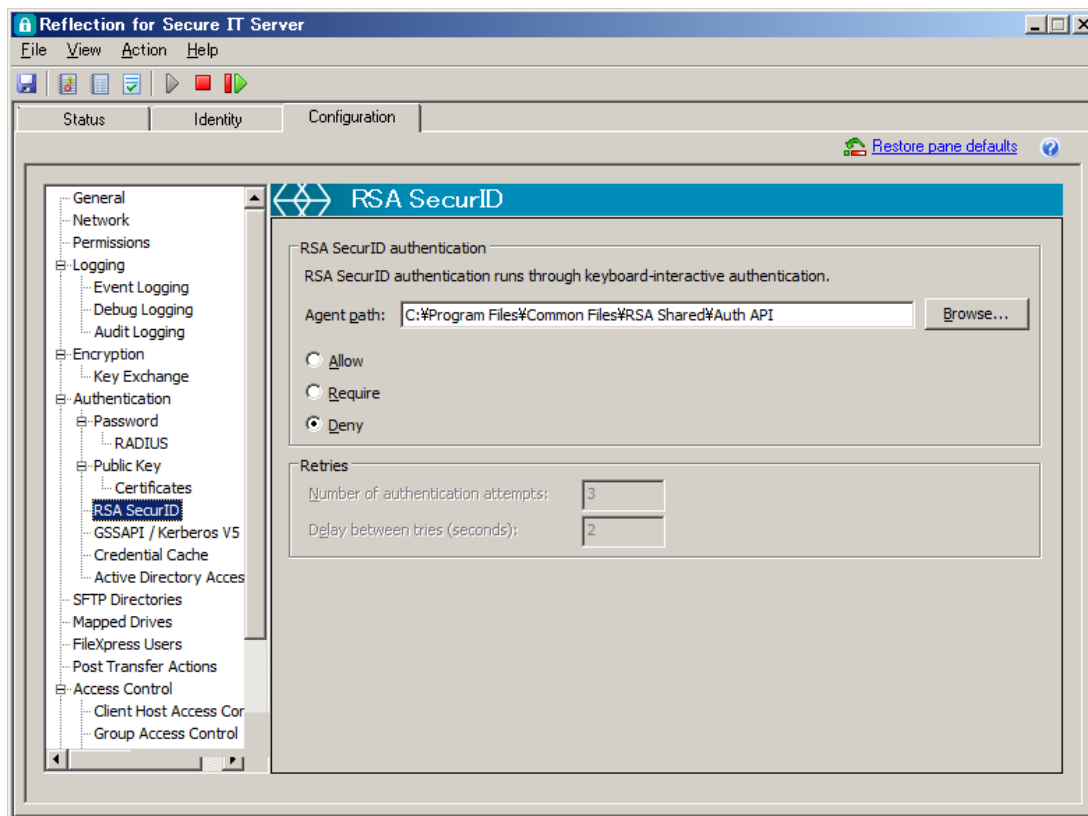 Reflection for Secure IT Server
File View Action Help
Status Identity Configuration
Restore pane defaults
General
Network
Permissions
Logging
Event Logging
Debug Logging
Audit Logging
Encryption
Key Exchange
Authentication
Password
RADIUS
Public Key
Certificates
RSA SecurID
GSSAPI / Kerberos V5
Credential Cache
Active Directory Acces
SFTP Directories
Mapped Drives
FileXpress Users
Post Transfer Actions
Access Control
Client Host Access Cor
Group Access Control
RSA SecurID
RSA SecurID authentication
RSA SecurID authentication runs through keyboard-interactive authentication.
Agent path: C:¥Program Files¥Common Files¥RSA Shared¥Auth API Browse...
Allow
Require
Deny
Retries
Number of authentication attempts: 3
Delay between tries (seconds): 2